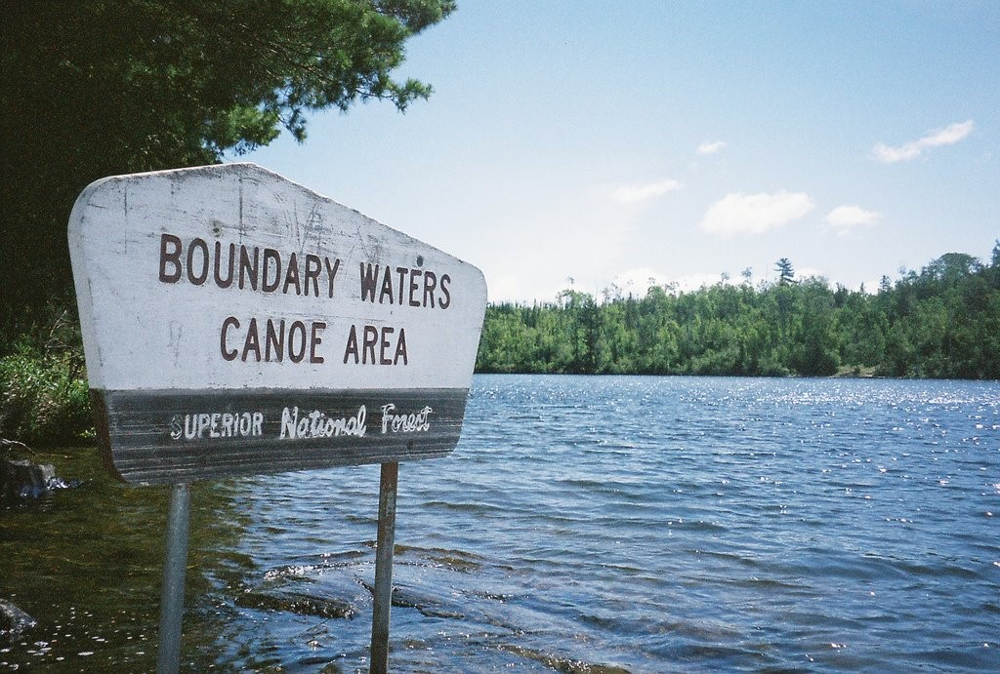 BOUNDARY WATERS
CANOE AREA
SUPERIOR National Forest